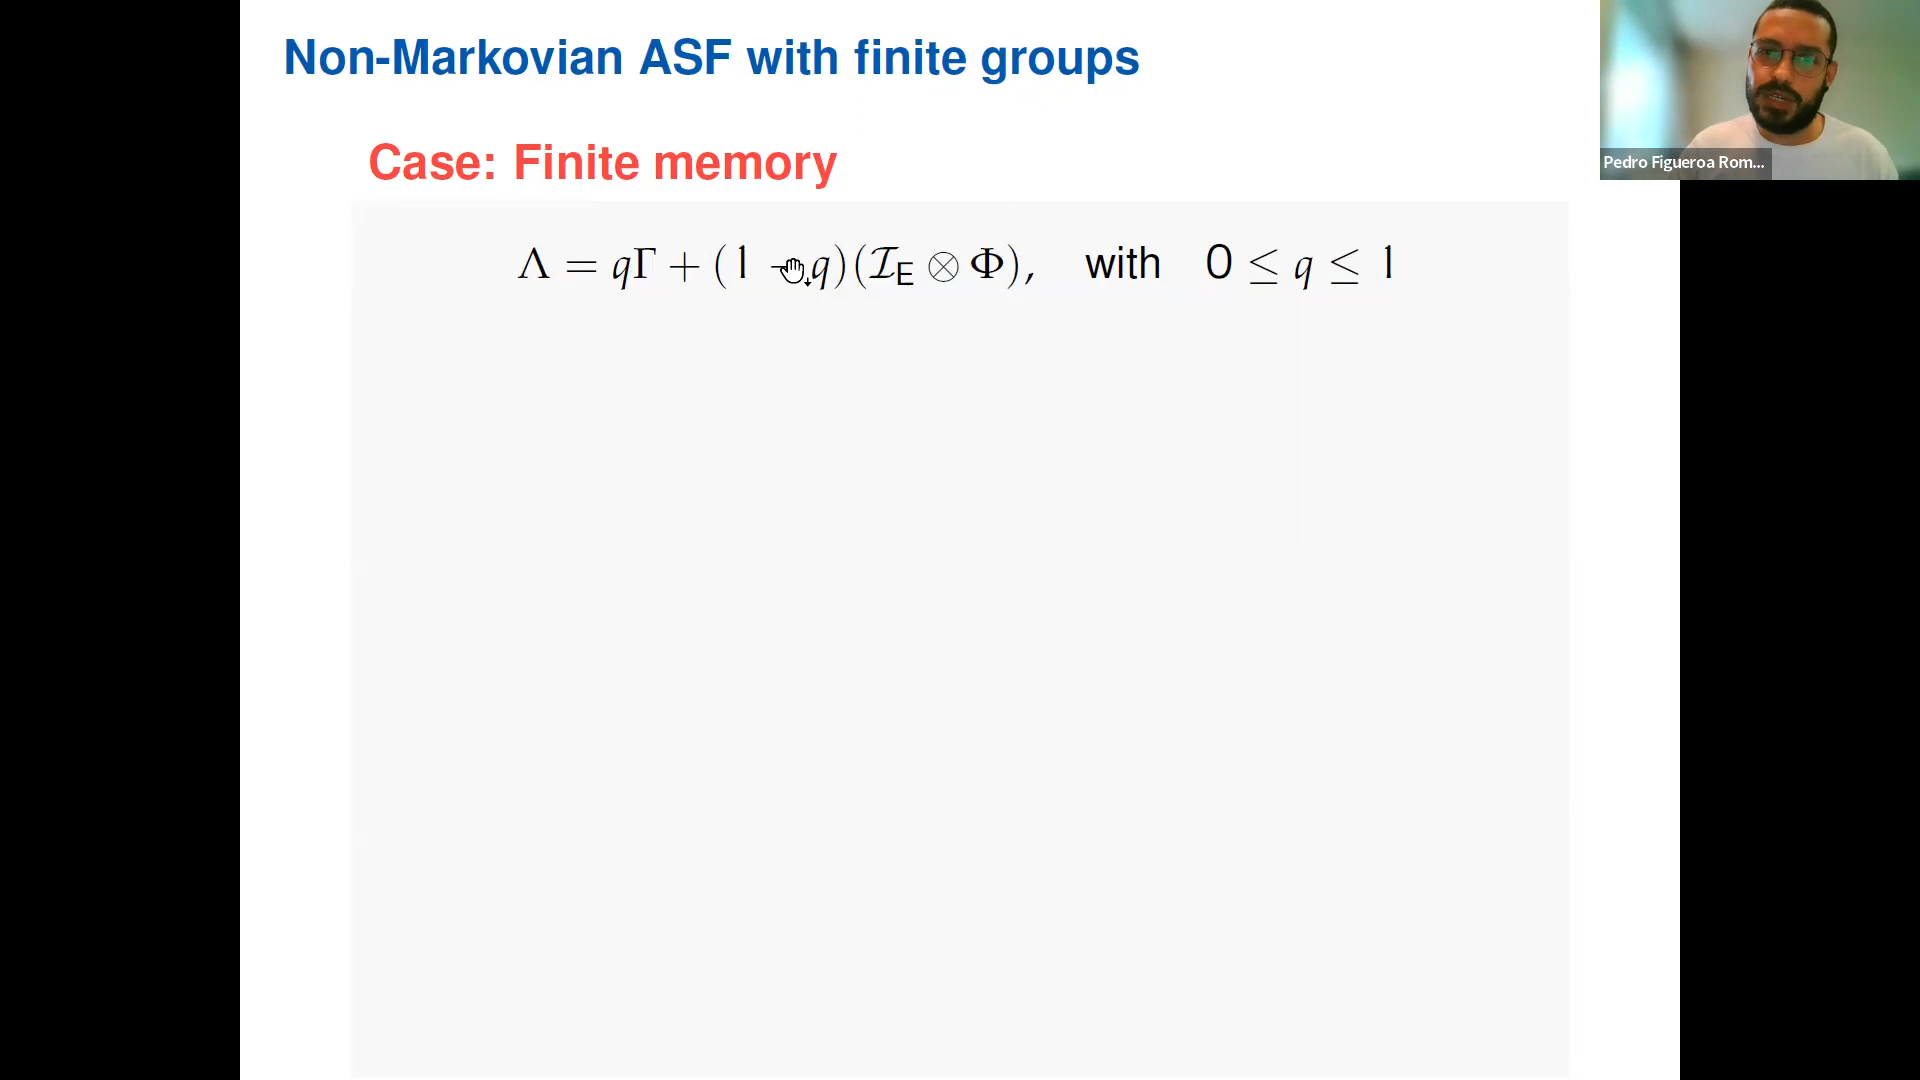 Non-Markovian ASF with finite groups
Case: Finite memory
Λ = qΓ + (1 − q)(ℐ_E ⊗ Φ), with 0 ≤ q ≤ 1
Pedro Figueroa Rom...